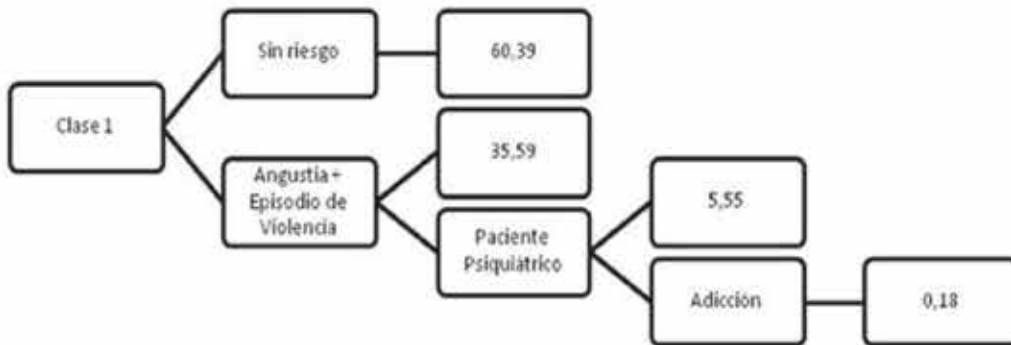 Sin riesgo
60,39
Clase 1
35,59
Angustia +
Episodio de
Violencia
5,55
Paciente
Psiquiátrico
Adicción
0,18